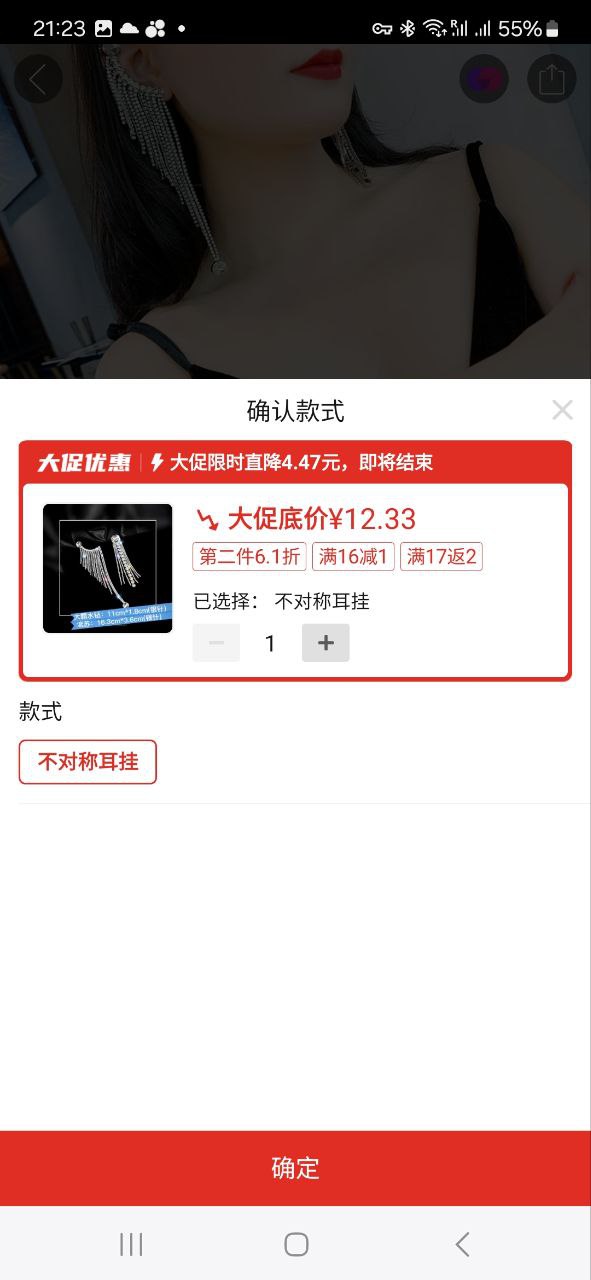 21:23
55%
确认款式
大促优惠 大促限时直降4.47元，即将结束
大促底价¥12.33
第二件6.1折 满16减1 满17返2
已选择： 不对称耳挂
1
款式
不对称耳挂
确定